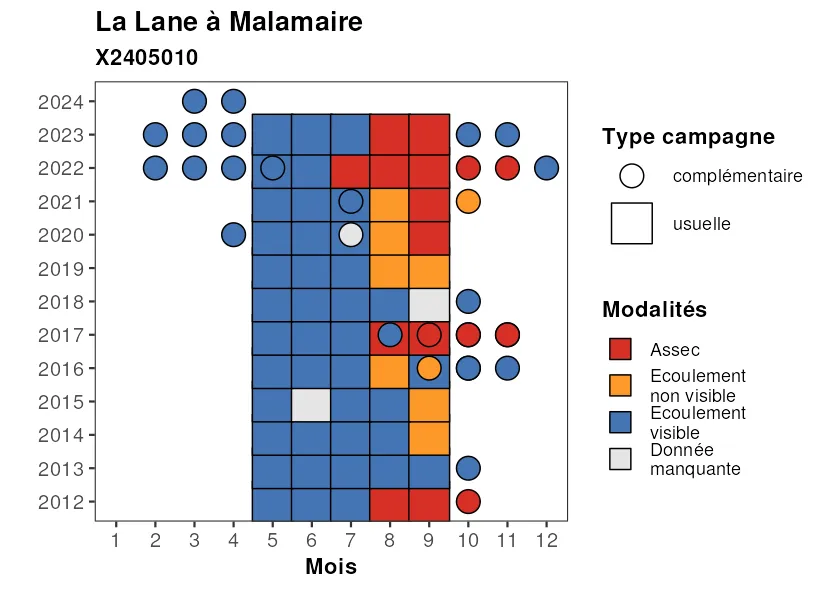 La Lane à Malamaire
X2405010
2024
2023
2022
2021
2020
2019
2018
2017
2016
2015
2014
2013
2012
1 2 3 4 5 6 7 8 9 10 11 12
Mois
Type campagne
complémentaire
usuelle
Modalités
Assec
Ecoulement
non visible
Ecoulement
visible
Donnée
manquante